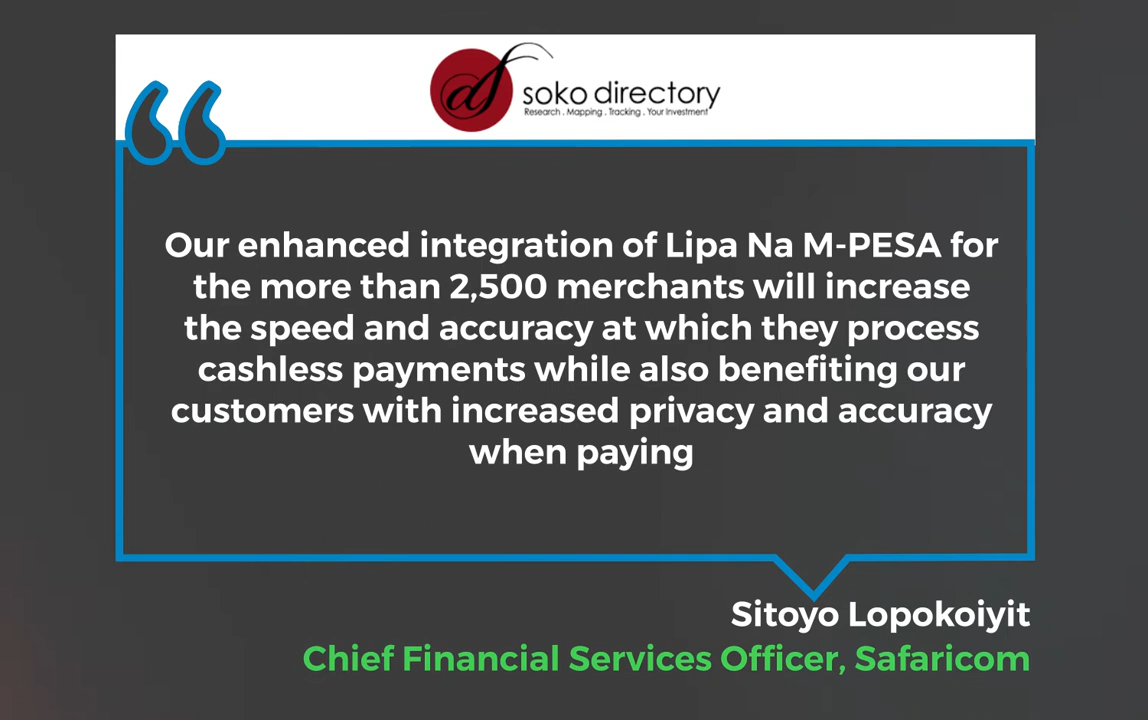 soko directory
Research . Mapping . Tracking . Your Investment
Our enhanced integration of Lipa Na M-PESA for
the more than 2,500 merchants will increase
the speed and accuracy at which they process
cashless payments while also benefiting our
customers with increased privacy and accuracy
when paying
Sitoyo Lopokoiyit
Chief Financial Services Officer, Safaricom